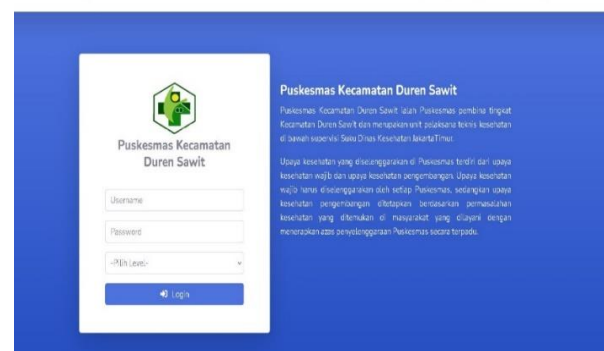 Puskesmas Kecamatan
Duren Sawit
Username
Password
-Pilih Level-
Login
Puskesmas Kecamatan Duren Sawit
Puskesmas Kecamatan Duren Sawit ialah Puskesmas pembina tingkat
Kecamatan Duren Sawit dan merupakan unit pelaksana teknis kesehatan
di bawah supervisi Suku Dinas Kesehatan Jakarta Timur.
Upaya kesehatan yang diselenggarakan di Puskesmas terdiri dari upaya
kesehatan wajib dan upaya kesehatan pengembangan. Upaya kesehatan
wajib harus diselenggarakan oleh setiap Puskesmas, sedangkan upaya
kesehatan pengembangan ditetapkan berdasarkan permasalahan
kesehatan yang ditemukan di masyarakat yang dilayani dengan
menerapkan azas penyelenggaraan Puskesmas secara terpadu.